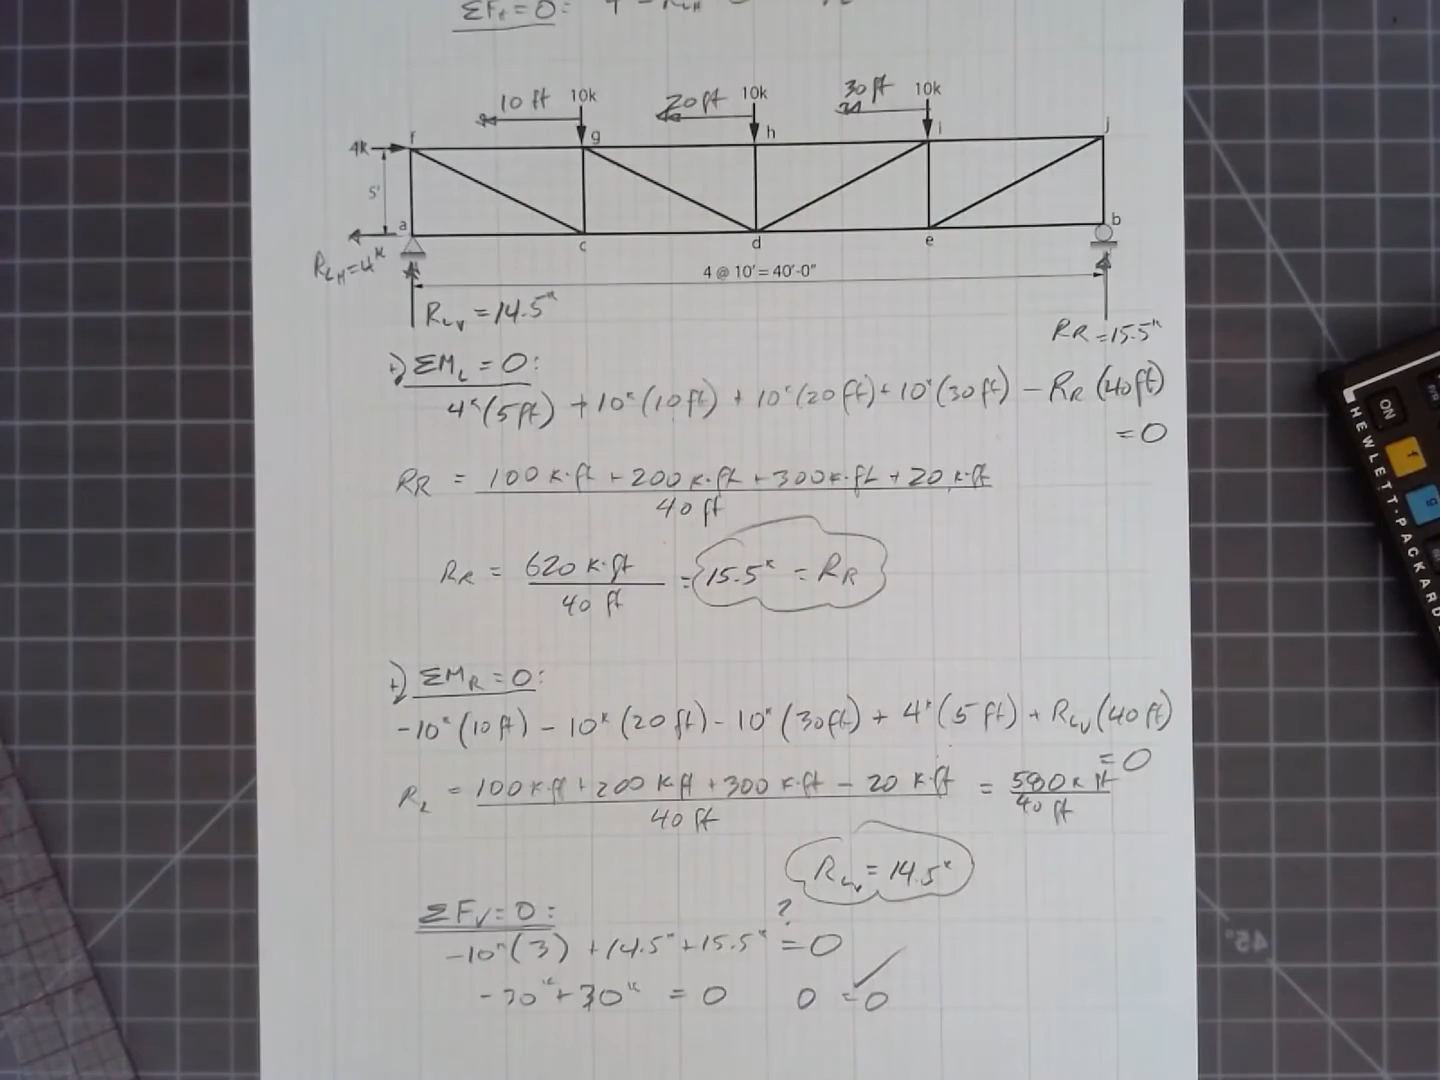 ΣF = 0:
10 ft 10k 20 ft 10k 30 ft 10k
f g h i j
4k
5'
a c d e b
R_LH = 4ᵏ
4 @ 10' = 40'-0"
R_Lv = 14.5ᵏ
R_R = 15.5ᵏ
+) ΣM_L = 0:
4ᵏ(5ft) + 10ᵏ(10ft) + 10ᵏ(20ft) + 10ᵏ(30ft) - R_R (40ft)
= 0
R_R = 100 k·ft + 200 k·ft + 300 k·ft + 20 k·ft
40 ft
R_R = 620 k·ft = 15.5ᵏ = R_R
40 ft
+) ΣM_R = 0:
-10ᵏ(10ft) - 10ᵏ(20ft) - 10ᵏ(30ft) + 4ᵏ(5ft) + R_Lv(40ft)
= 0
R_L = 100 k·ft + 200 k·ft + 300 k·ft - 20 k·ft = 580 k ft
40 ft 40 ft
R_Lv = 14.5ᵏ
ΣF_V = 0:
?
-10ᵏ(3) + 14.5ᵏ + 15.5ᵏ = 0
-30ᵏ + 30ᵏ = 0 0 = 0 ✓
ON
f
g
HEWLETT·PACKARD
45°